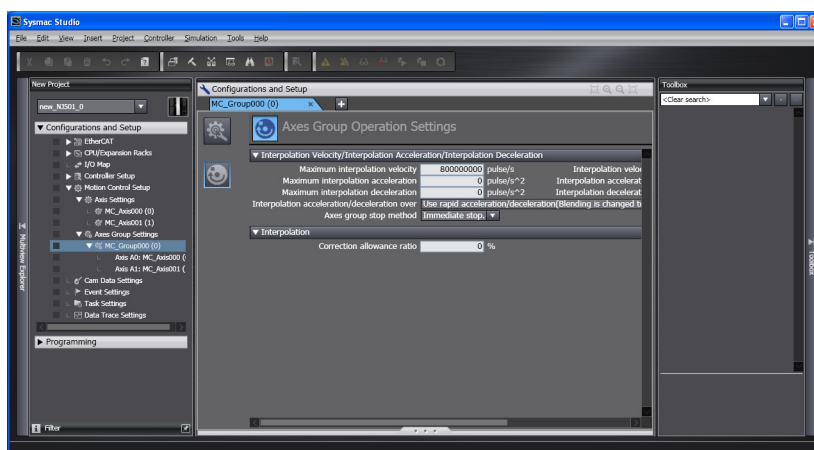 Sysmac Studio
File Edit View Insert Project Controller Simulation Tools Help
New Project
new_NJ501_0
Configurations and Setup
EtherCAT
CPU/Expansion Racks
I/O Map
Controller Setup
Motion Control Setup
Axis Settings
MC_Axis000 (0)
MC_Axis001 (1)
Axes Group Settings
MC_Group000 (0)
Axis A0: MC_Axis000 (
Axis A1: MC_Axis001 (
Cam Data Settings
Event Settings
Task Settings
Data Trace Settings
Programming
Filter
Multiview Explorer
Configurations and Setup
MC_Group000 (0)
Axes Group Operation Settings
Interpolation Velocity/Interpolation Acceleration/Interpolation Deceleration
Maximum interpolation velocity 800000000 pulse/s Interpolation velo
Maximum interpolation acceleration 0 pulse/s^2 Interpolation accelerat
Maximum interpolation deceleration 0 pulse/s^2 Interpolation decelerat
Interpolation acceleration/deceleration over Use rapid acceleration/deceleration(Blending is changed t
Axes group stop method Immediate stop.
Interpolation
Correction allowance ratio 0 %
Toolbox
<Clear search>
Toolbox